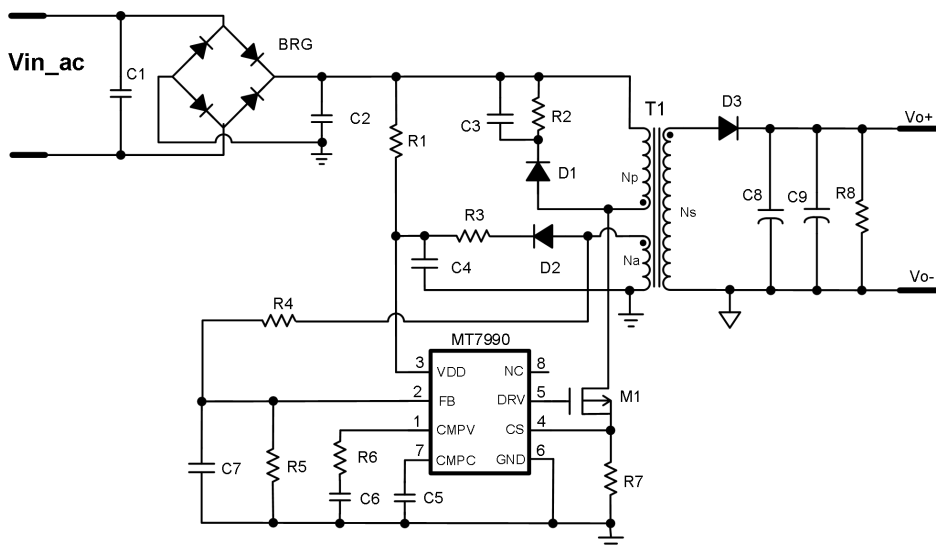 BRG
Vin_ac
C1
C2
R1
C3
R2
D1
T1
D3
Vo+
Np
Ns
C8
C9
R8
R3
C4
D2
Na
Vo-
R4
MT7990
3 VDD NC 8
2 FB DRV 5
M1
1 CMPV CS 4
7 CMPC GND 6
C7
R5
R6
C6
C5
R7